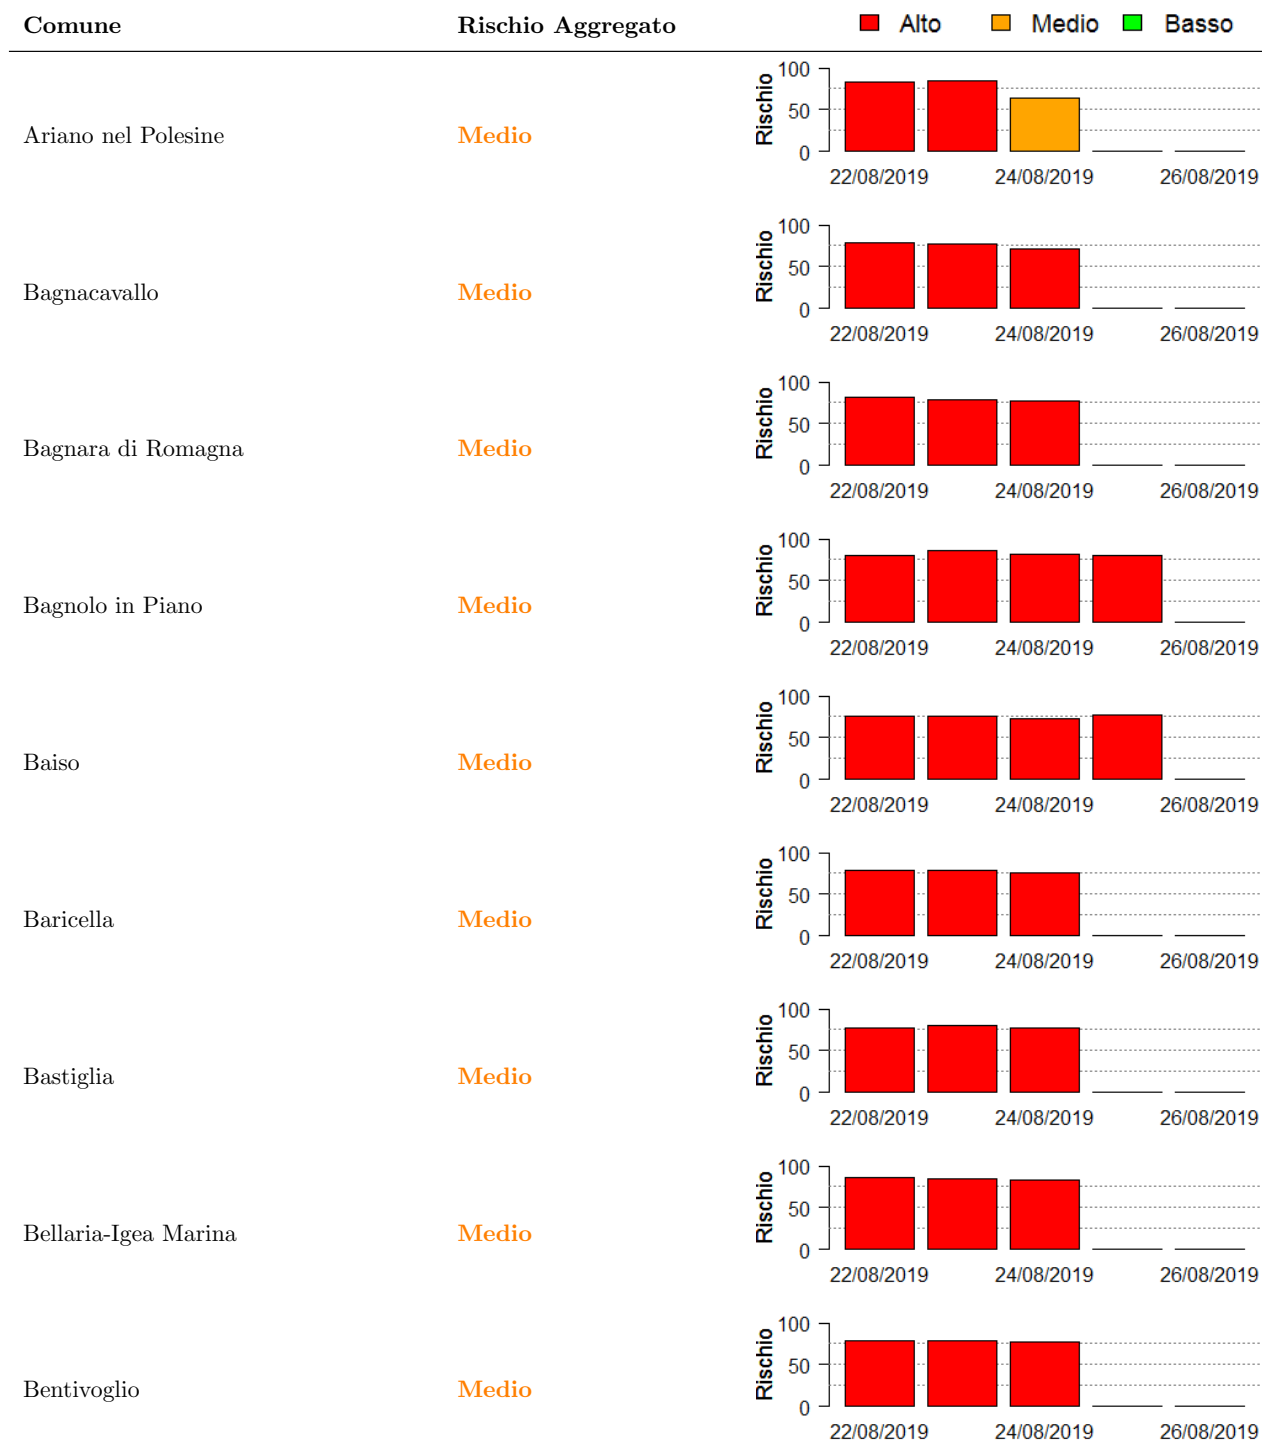 Comune Rischio Aggregato Alto Medio Basso
Ariano nel Polesine Medio
Rischio
100
50
0
22/08/2019 24/08/2019 26/08/2019
Bagnacavallo Medio
Rischio
100
50
0
22/08/2019 24/08/2019 26/08/2019
Bagnara di Romagna Medio
Rischio
100
50
0
22/08/2019 24/08/2019 26/08/2019
Bagnolo in Piano Medio
Rischio
100
50
0
22/08/2019 24/08/2019 26/08/2019
Baiso Medio
Rischio
100
50
0
22/08/2019 24/08/2019 26/08/2019
Baricella Medio
Rischio
100
50
0
22/08/2019 24/08/2019 26/08/2019
Bastiglia Medio
Rischio
100
50
0
22/08/2019 24/08/2019 26/08/2019
Bellaria-Igea Marina Medio
Rischio
100
50
0
22/08/2019 24/08/2019 26/08/2019
Bentivoglio Medio
Rischio
100
50
0
22/08/2019 24/08/2019 26/08/2019